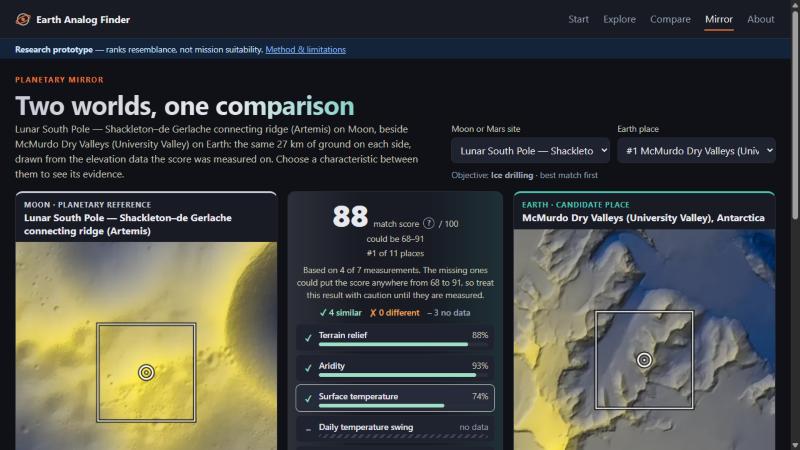 Earth Analog Finder
Start Explore Compare Mirror About
Research prototype — ranks resemblance, not mission suitability. Method & limitations
PLANETARY MIRROR
Two worlds, one comparison
Lunar South Pole — Shackleton–de Gerlache connecting ridge (Artemis) on Moon, beside
McMurdo Dry Valleys (University Valley) on Earth: the same 27 km of ground on each side,
drawn from the elevation data the score was measured on. Choose a characteristic between
them to see its evidence.
Moon or Mars site
Lunar South Pole — Shackleto
Earth place
#1 McMurdo Dry Valleys (Univ
Objective: Ice drilling · best match first
MOON · PLANETARY REFERENCE
Lunar South Pole — Shackleton–de Gerlache
connecting ridge (Artemis)
88 match score ? / 100
could be 68–91
#1 of 11 places
Based on 4 of 7 measurements. The missing ones
could put the score anywhere from 68 to 91, so treat
this result with caution until they are measured.
✓ 4 similar ✗ 0 different – 3 no data
✓ Terrain relief 88%
✓ Aridity 93%
✓ Surface temperature 74%
– Daily temperature swing no data
EARTH · CANDIDATE PLACE
McMurdo Dry Valleys (University Valley), Antarctica